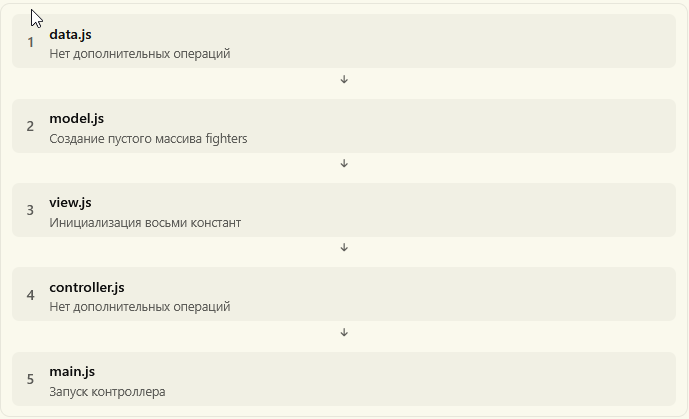 1
data.js
Нет дополнительных операций
↓
2
model.js
Создание пустого массива fighters
↓
3
view.js
Инициализация восьми констант
↓
4
controller.js
Нет дополнительных операций
↓
5
main.js
Запуск контроллера